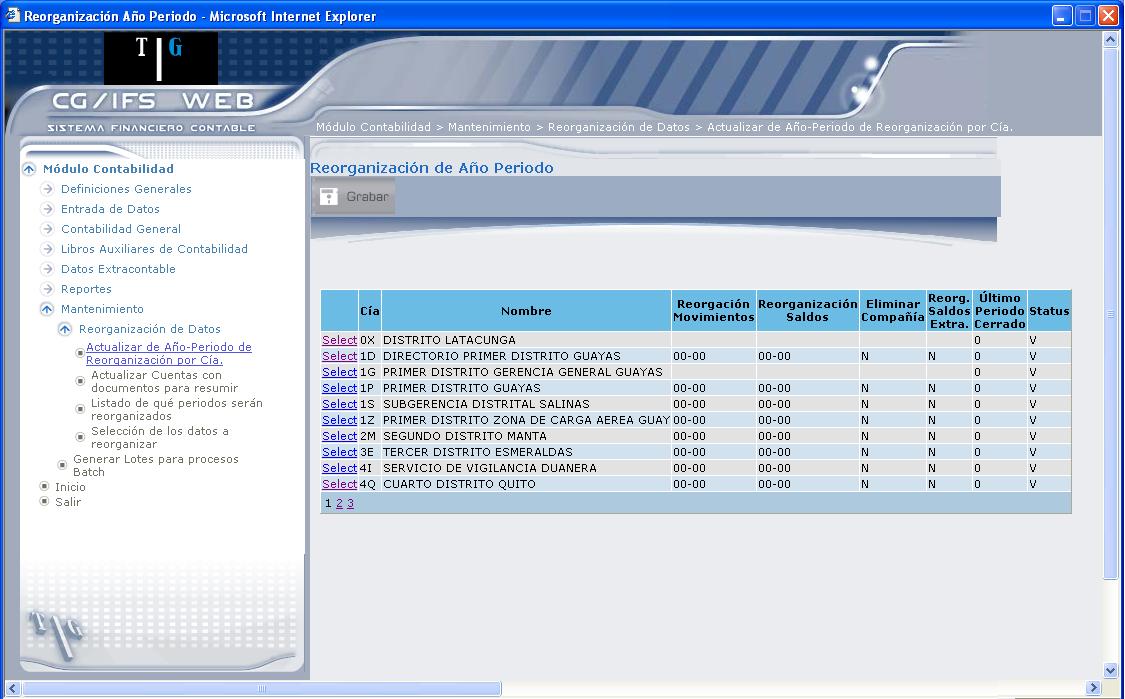 Reorganización Año Periodo - Microsoft Internet Explorer
T G
CG/IFS WEB
SISTEMA FINANCIERO CONTABLE
Módulo Contabilidad > Mantenimiento > Reorganización de Datos > Actualizar de Año-Periodo de Reorganización por Cía.
Módulo Contabilidad
Definiciones Generales
Entrada de Datos
Contabilidad General
Libros Auxiliares de Contabilidad
Datos Extracontable
Reportes
Mantenimiento
Reorganización de Datos
Actualizar de Año-Periodo de
Reorganización por Cía.
Actualizar Cuentas con
documentos para resumir
Listado de qué periodos serán
reorganizados
Selección de los datos a
reorganizar
Generar Lotes para procesos
Batch
Inicio
Salir
T G
Reorganización de Año Periodo
Grabar
Cía Nombre Reorgación Movimientos Reorganización Saldos Eliminar Compañía Reorg. Saldos Extra. Último Periodo Cerrado Status
Select 0X DISTRITO LATACUNGA 0 V
Select 1D DIRECTORIO PRIMER DISTRITO GUAYAS 00-00 00-00 N N 0 V
Select 1G PRIMER DISTRITO GERENCIA GENERAL GUAYAS 0 V
Select 1P PRIMER DISTRITO GUAYAS 00-00 00-00 N N 0 V
Select 1S SUBGERENCIA DISTRITAL SALINAS 00-00 00-00 N N 0 V
Select 1Z PRIMER DISTRITO ZONA DE CARGA AEREA GUAY 00-00 00-00 N N 0 V
Select 2M SEGUNDO DISTRITO MANTA 00-00 00-00 N N 0 V
Select 3E TERCER DISTRITO ESMERALDAS 00-00 00-00 N N 0 V
Select 4I SERVICIO DE VIGILANCIA DUANERA 00-00 00-00 N N 0 V
Select 4Q CUARTO DISTRITO QUITO 00-00 00-00 N N 0 V
1 2 3